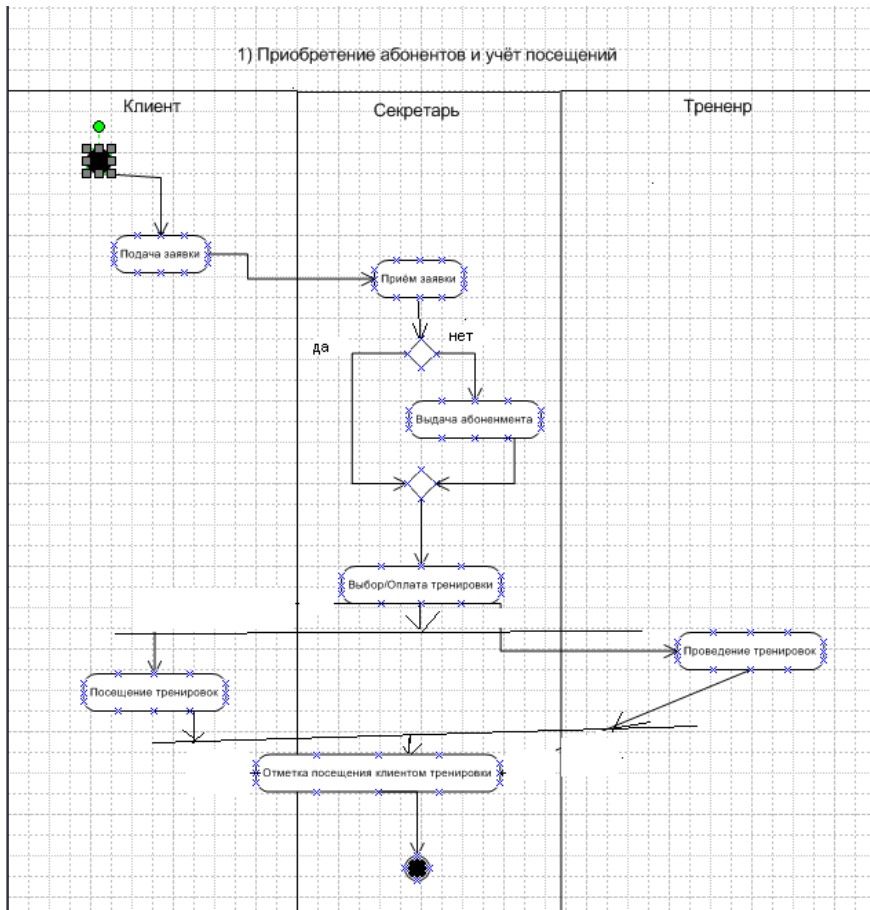 1) Приобретение абонентов и учёт посещений
Клиент
Секретарь
Трененр
Подача заявки
Приём заявки
да
нет
Выдача абоненмента
Выбор/Оплата тренировки
Проведение тренировок
Посещение тренировок
Отметка посещения клиентом тренировки